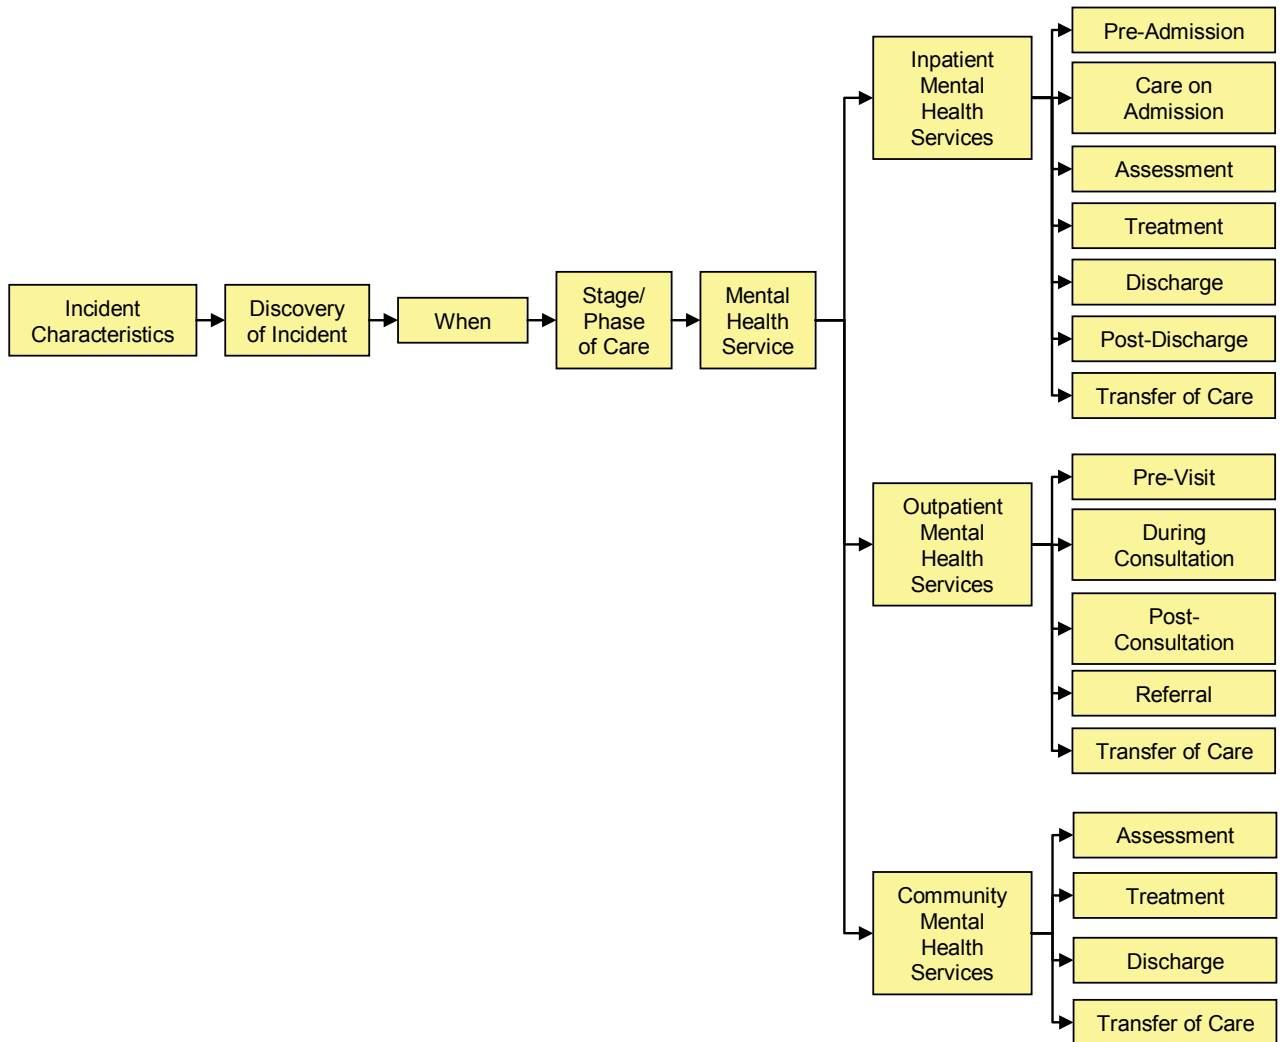 Incident
Characteristics
Discovery
of Incident
When
Stage/
Phase
of Care
Mental
Health
Service
Inpatient
Mental
Health
Services
Pre-Admission
Care on
Admission
Assessment
Treatment
Discharge
Post-Discharge
Transfer of Care
Outpatient
Mental
Health
Services
Pre-Visit
During
Consultation
Post-
Consultation
Referral
Transfer of Care
Community
Mental
Health
Services
Assessment
Treatment
Discharge
Transfer of Care